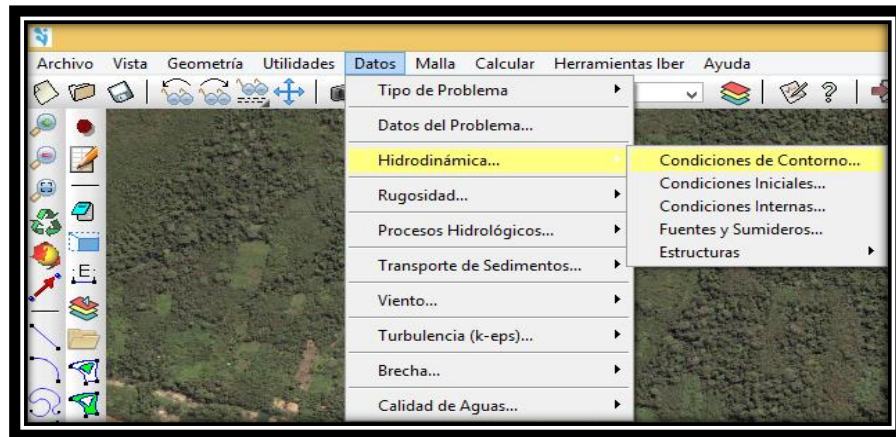 Archivo Vista Geometría Utilidades Datos Malla Calcular Herramientas Iber Ayuda
Tipo de Problema
Datos del Problema...
Hidrodinámica...
Condiciones de Contorno...
Condiciones Iniciales...
Condiciones Internas...
Fuentes y Sumideros...
Estructuras
Rugosidad...
Procesos Hidrológicos...
Transporte de Sedimentos...
Viento...
Turbulencia (k-eps)...
Brecha...
Calidad de Aguas...
E